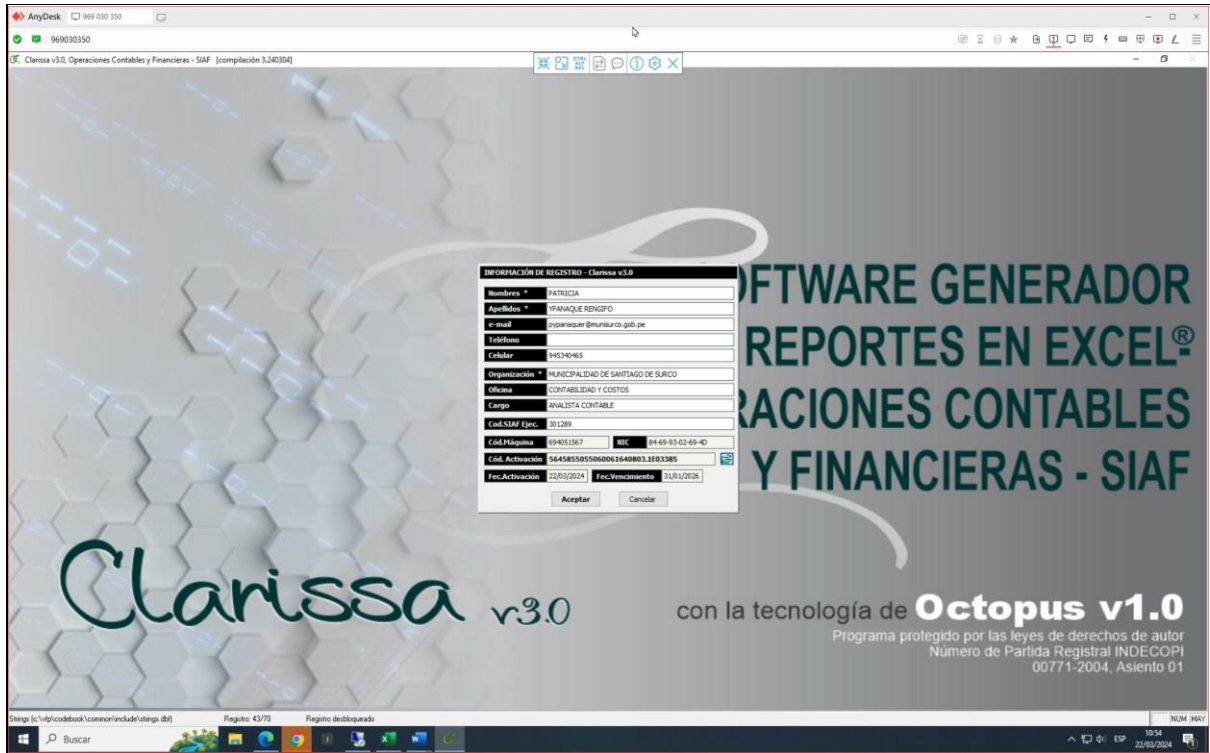 AnyDesk 969 030 350
969030350
Clarissa v3.0, Operaciones Contables y Financieras - SIAF [compilación 3.240304]
CTRL ALT DEL
INFORMACIÓN DE REGISTRO - Clarissa v3.0
Nombres * PATRICIA
Apellidos * YPANAQUE RENGIFO
e-mail pypanaquer@munisurco.gob.pe
Teléfono
Celular 945340465
Organización * MUNICIPALIDAD DE SANTIAGO DE SURCO
Oficina CONTABILIDAD Y COSTOS
Cargo ANALISTA CONTABLE
Cod.SIAF Ejec. 301289
Cód.Máquina 694051567 NIC 84-69-93-02-69-4D
Cód. Activación 5645855055060061640803.1E03385
Fec.Activación 22/03/2024 Fec.Vencimiento 31/01/2026
Aceptar Cancelar
OFTWARE GENERADOR
REPORTES EN EXCEL®
RACIONES CONTABLES
Y FINANCIERAS - SIAF
Clarissa v3.0
con la tecnología de Octopus v1.0
Programa protegido por las leyes de derechos de autor
Número de Partida Registral INDECOPI
00771-2004, Asiento 01
Strings (c:\vfp\codebook\common\include\strings.dbf) Registro: 43/70 Registro desbloqueado NUM MAY
Buscar ESP 10:54
22/03/2024